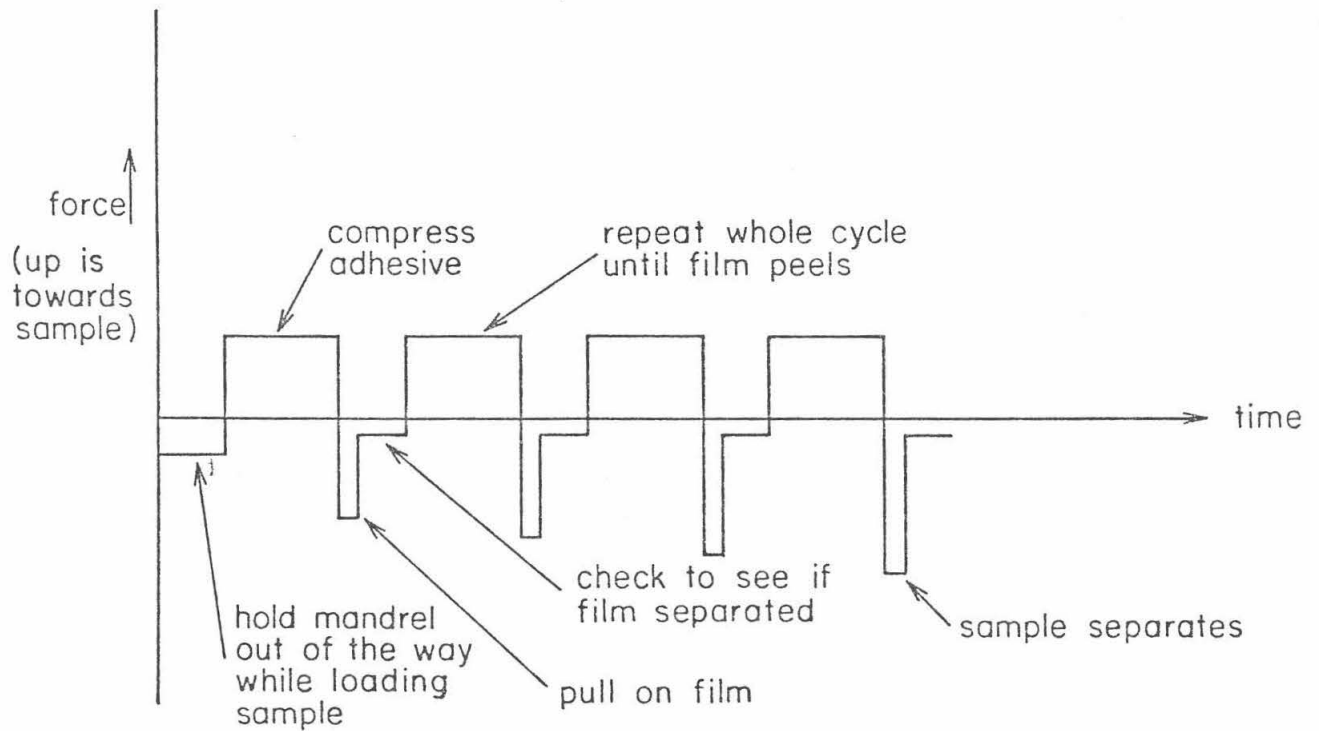 force
(up is
towards
sample)
compress
adhesive
repeat whole cycle
until film peels
time
check to see if
film separated
sample separates
hold mandrel
out of the way
while loading
sample
pull on film